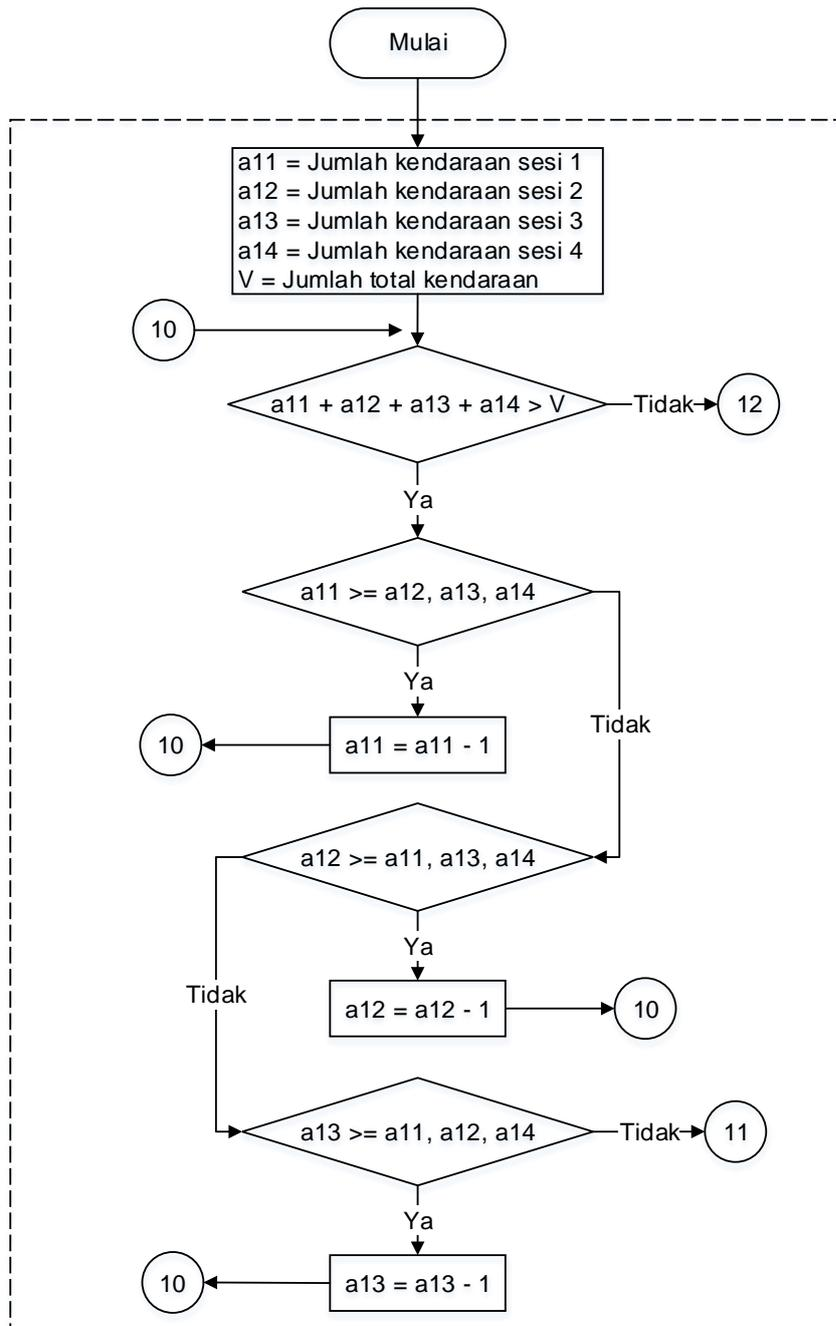 Mulai
a11 = Jumlah kendaraan sesi 1
a12 = Jumlah kendaraan sesi 2
a13 = Jumlah kendaraan sesi 3
a14 = Jumlah kendaraan sesi 4
V = Jumlah total kendaraan
10
a11 + a12 + a13 + a14 > V
Tidak
12
Ya
a11 >= a12, a13, a14
Ya
Tidak
10
a11 = a11 - 1
a12 >= a11, a13, a14
Ya
Tidak
a12 = a12 - 1
10
a13 >= a11, a12, a14
Tidak
11
Ya
10
a13 = a13 - 1